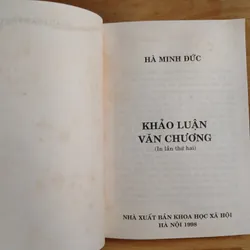 HÀ MINH ĐỨC
KHẢO LUẬN
VĂN CHƯƠNG
(In lần thứ hai)
NHÀ XUẤT BẢN KHOA HỌC XÃ HỘI
HÀ NỘI 1998